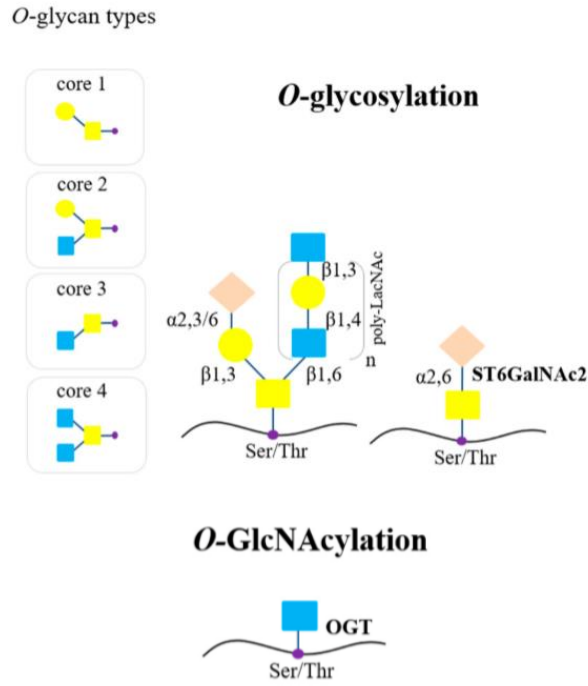 O-glycan types
core 1
core 2
core 3
core 4
O-glycosylation
β1,3
β1,4
poly-LacNAc
n
α2,3/6
β1,3
β1,6
Ser/Thr
α2,6
ST6GalNAc2
Ser/Thr
O-GlcNAcylation
OGT
Ser/Thr